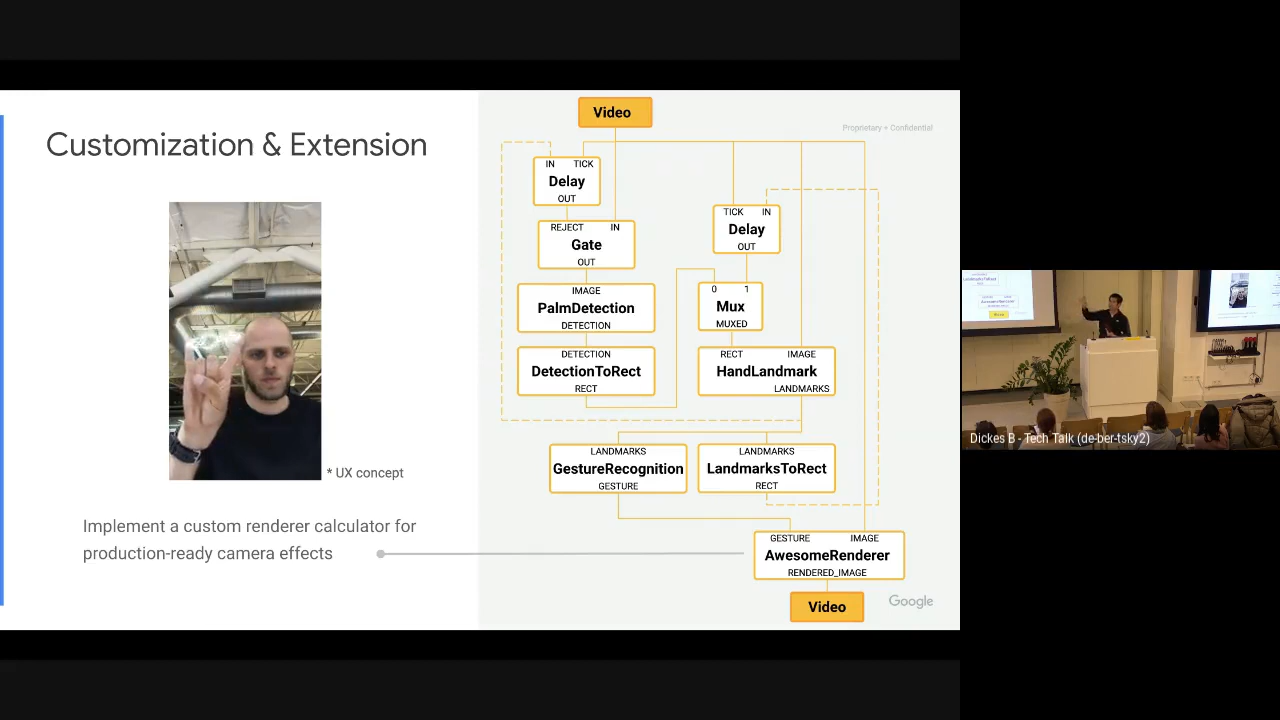 Customization & Extension
* UX concept
Implement a custom renderer calculator for
production-ready camera effects
Video
Proprietary + Confidential
IN TICK
Delay
OUT
REJECT IN
Gate
OUT
IMAGE
PalmDetection
DETECTION
DETECTION
DetectionToRect
RECT
TICK IN
Delay
OUT
0 1
Mux
MUXED
RECT IMAGE
HandLandmark
LANDMARKS
LANDMARKS
GestureRecognition
GESTURE
LANDMARKS
LandmarksToRect
RECT
GESTURE IMAGE
AwesomeRenderer
RENDERED_IMAGE
Video
Google
Dickes B - Tech Talk (de-ber-tsky2)